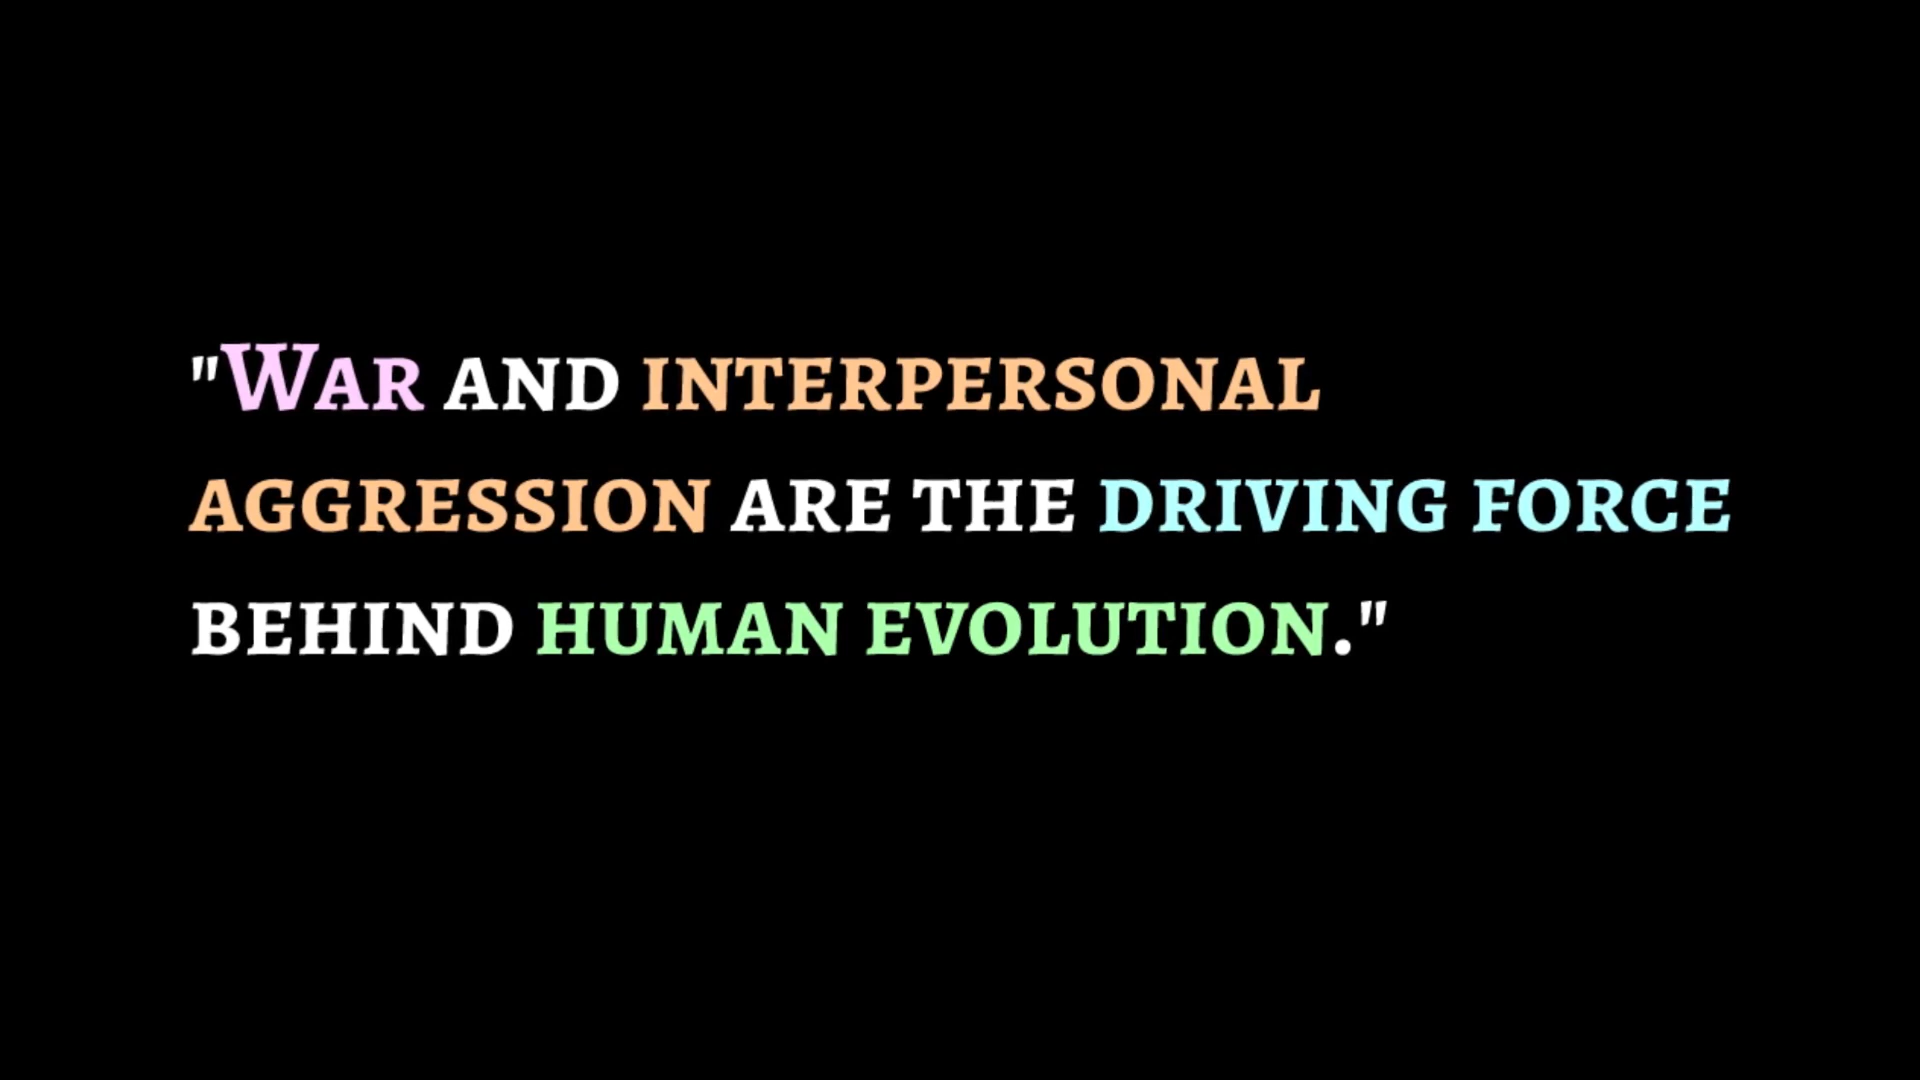 "War and interpersonal
aggression are the driving force
behind human evolution."